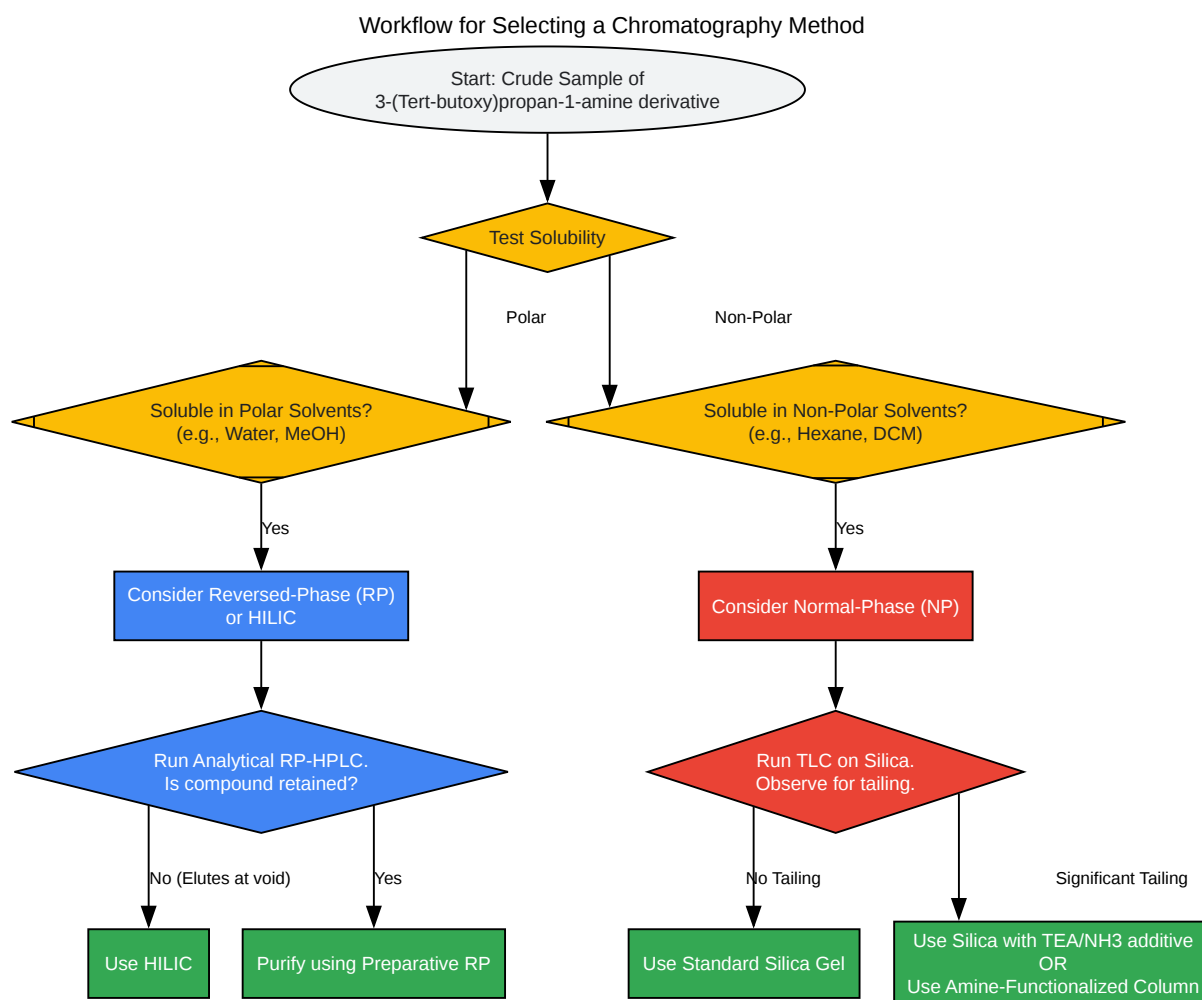 Workflow for Selecting a Chromatography Method
Start: Crude Sample of
3-(Tert-butoxy)propan-1-amine derivative
Test Solubility
Polar
Non-Polar
Soluble in Polar Solvents?
(e.g., Water, MeOH)
Soluble in Non-Polar Solvents?
(e.g., Hexane, DCM)
Yes
Yes
Consider Reversed-Phase (RP)
or HILIC
Consider Normal-Phase (NP)
Run Analytical RP-HPLC.
Is compound retained?
Run TLC on Silica.
Observe for tailing.
No (Elutes at void)
Yes
No Tailing
Significant Tailing
Use HILIC
Purify using Preparative RP
Use Standard Silica Gel
Use Silica with TEA/NH3 additive
OR
Use Amine-Functionalized Column